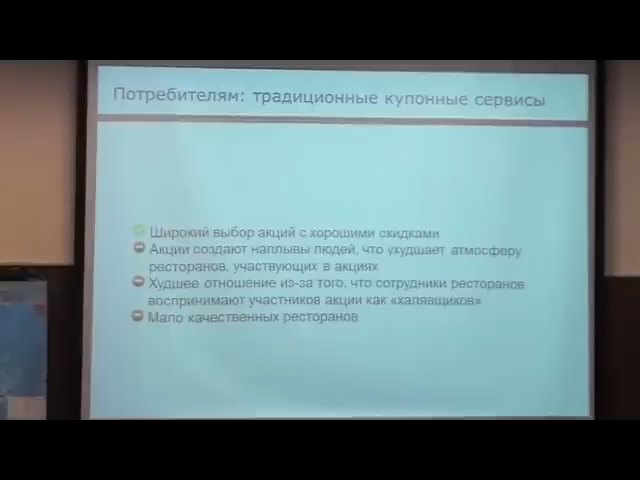 Потребителям: традиционные купонные сервисы
Широкий выбор акций с хорошими скидками
Акции создают наплывы людей, что ухудшает атмосферу
ресторанов, участвующих в акциях
Худшее отношение из-за того, что сотрудники ресторанов
воспринимают участников акции как «халявщиков»
Мало качественных ресторанов